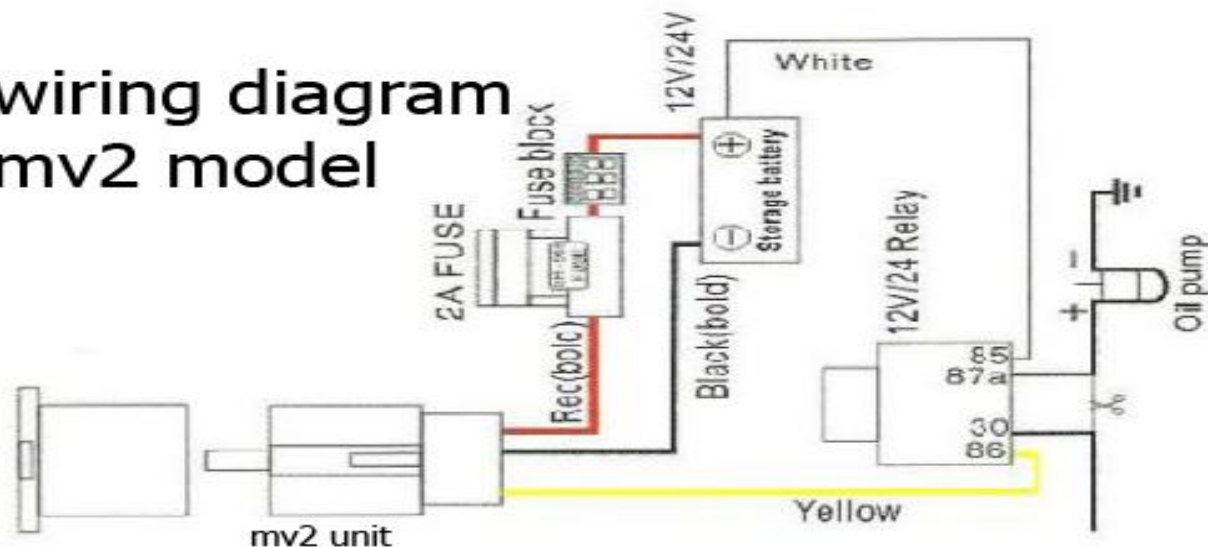 wiring diagram
mv2 model
12V/24V
White
Fuse block
2A FUSE
+
Storage battery
−
Rec(bolc)
Black(bold)
12V/24 Relay
85
87a
30
86
−
+
Oil pump
Yellow
mv2 unit